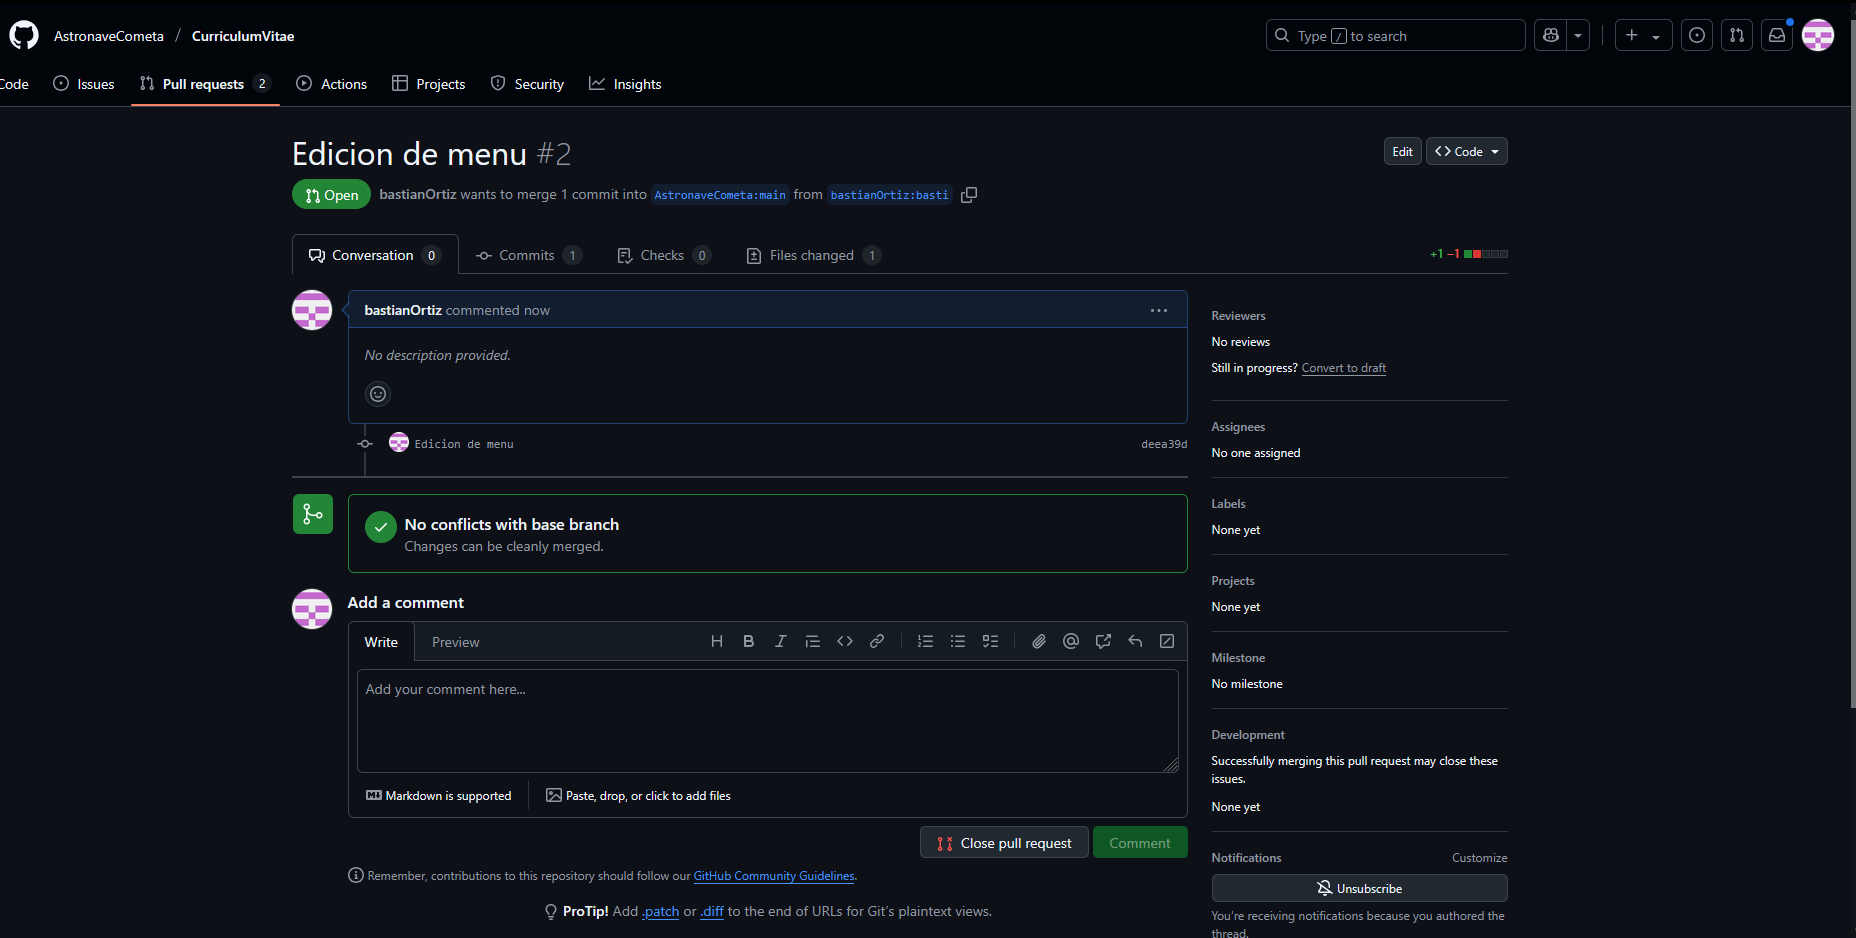 AstronaveCometa / CurriculumVitae
Type / to search
Code
Issues
Pull requests 2
Actions
Projects
Security
Insights
Edicion de menu #2
Edit
Code
Open
bastianOrtiz wants to merge 1 commit into AstronaveCometa:main from bastianOrtiz:basti
Conversation 0
Commits 1
Checks 0
Files changed 1
+1 −1
bastianOrtiz commented now
No description provided.
Edicion de menu
deea39d
No conflicts with base branch
Changes can be cleanly merged.
Add a comment
Write
Preview
Add your comment here...
Markdown is supported
Paste, drop, or click to add files
Close pull request
Comment
Remember, contributions to this repository should follow our GitHub Community Guidelines.
ProTip! Add .patch or .diff to the end of URLs for Git's plaintext views.
Reviewers
No reviews
Still in progress? Convert to draft
Assignees
No one assigned
Labels
None yet
Projects
None yet
Milestone
No milestone
Development
Successfully merging this pull request may close these
issues.
None yet
Notifications
Customize
Unsubscribe
You're receiving notifications because you authored the
thread.